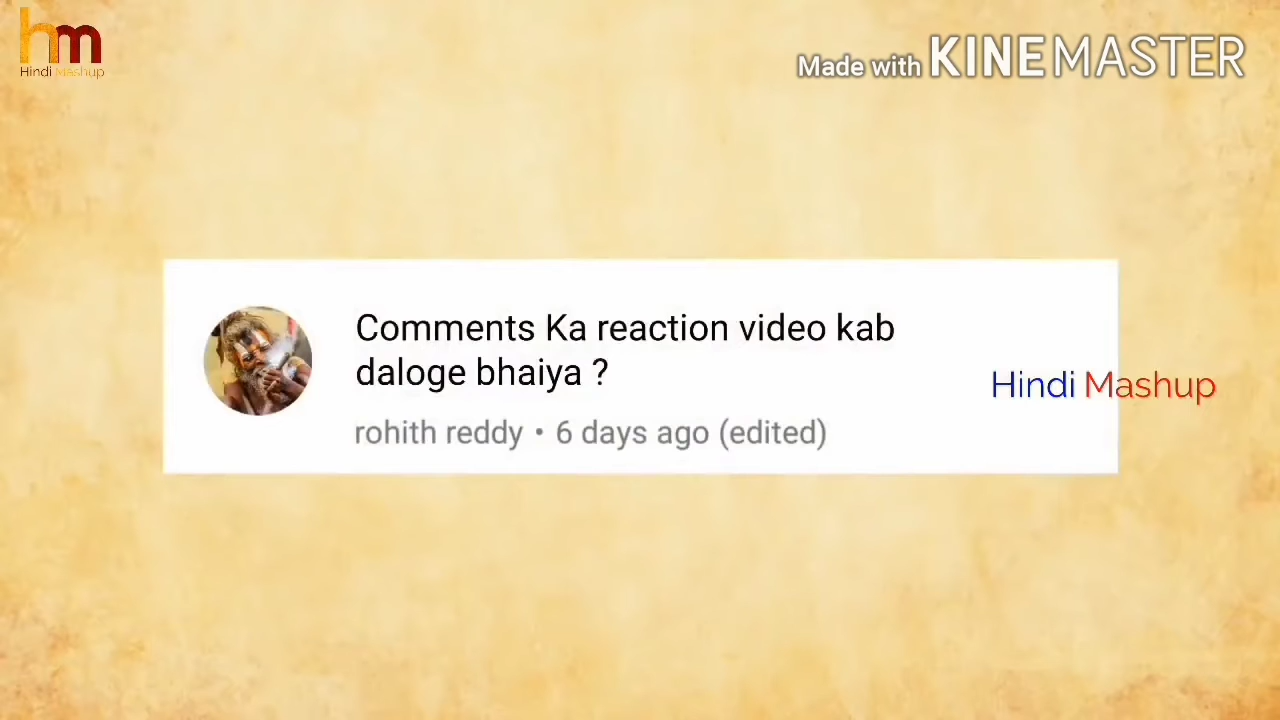 hm
Hindi Mashup
Made with KINEMASTER
Comments Ka reaction video kab
daloge bhaiya ?
Hindi Mashup
rohith reddy • 6 days ago (edited)